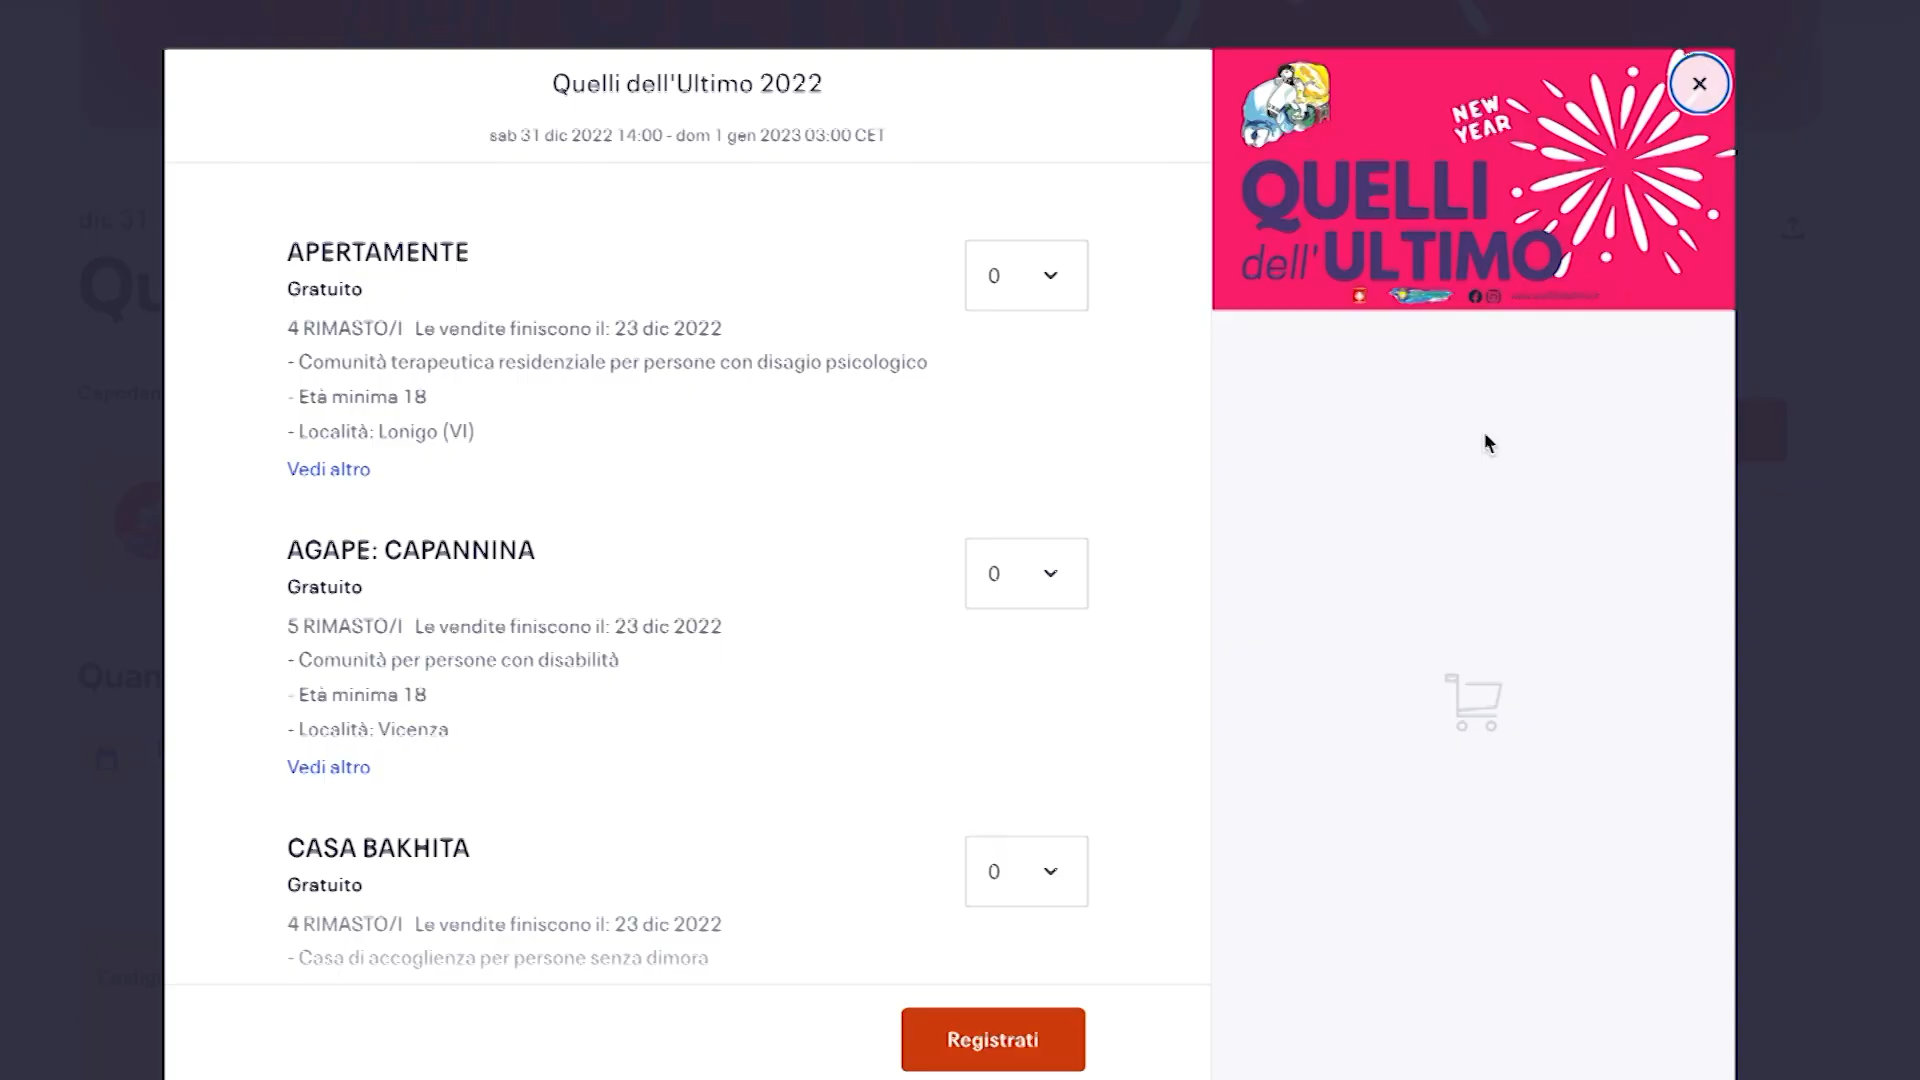 Quelli dell'Ultimo 2022
sab 31 dic 2022 14:00 - dom 1 gen 2023 03:00 CET
NEW
YEAR
QUELLI
dell'ULTIMO
APERTAMENTE
Gratuito
0
4 RIMASTO/I Le vendite finiscono il: 23 dic 2022
- Comunità terapeutica residenziale per persone con disagio psicologico
- Età minima 18
- Località: Lonigo (VI)
Vedi altro
AGAPE: CAPANNINA
Gratuito
0
5 RIMASTO/I Le vendite finiscono il: 23 dic 2022
- Comunità per persone con disabilità
- Età minima 18
- Località: Vicenza
Vedi altro
CASA BAKHITA
Gratuito
0
4 RIMASTO/I Le vendite finiscono il: 23 dic 2022
- Casa di accoglienza per persone senza dimora
Registrati
dic 31
Qu
Quan